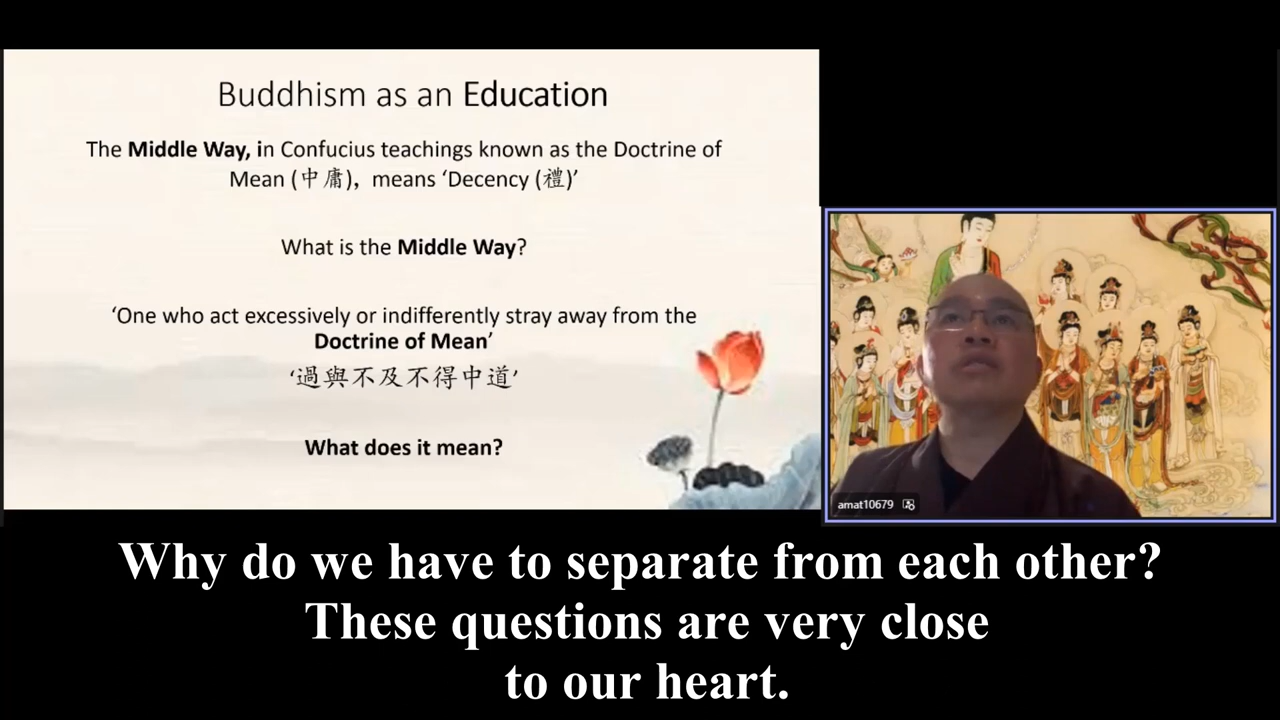 Buddhism as an Education
The Middle Way, in Confucius teachings known as the Doctrine of
Mean (中庸), means ‘Decency (禮)’
What is the Middle Way?
‘One who act excessively or indifferently stray away from the
Doctrine of Mean’
‘過與不及不得中道’
What does it mean?
amat10679
Why do we have to separate from each other?
These questions are very close
to our heart.